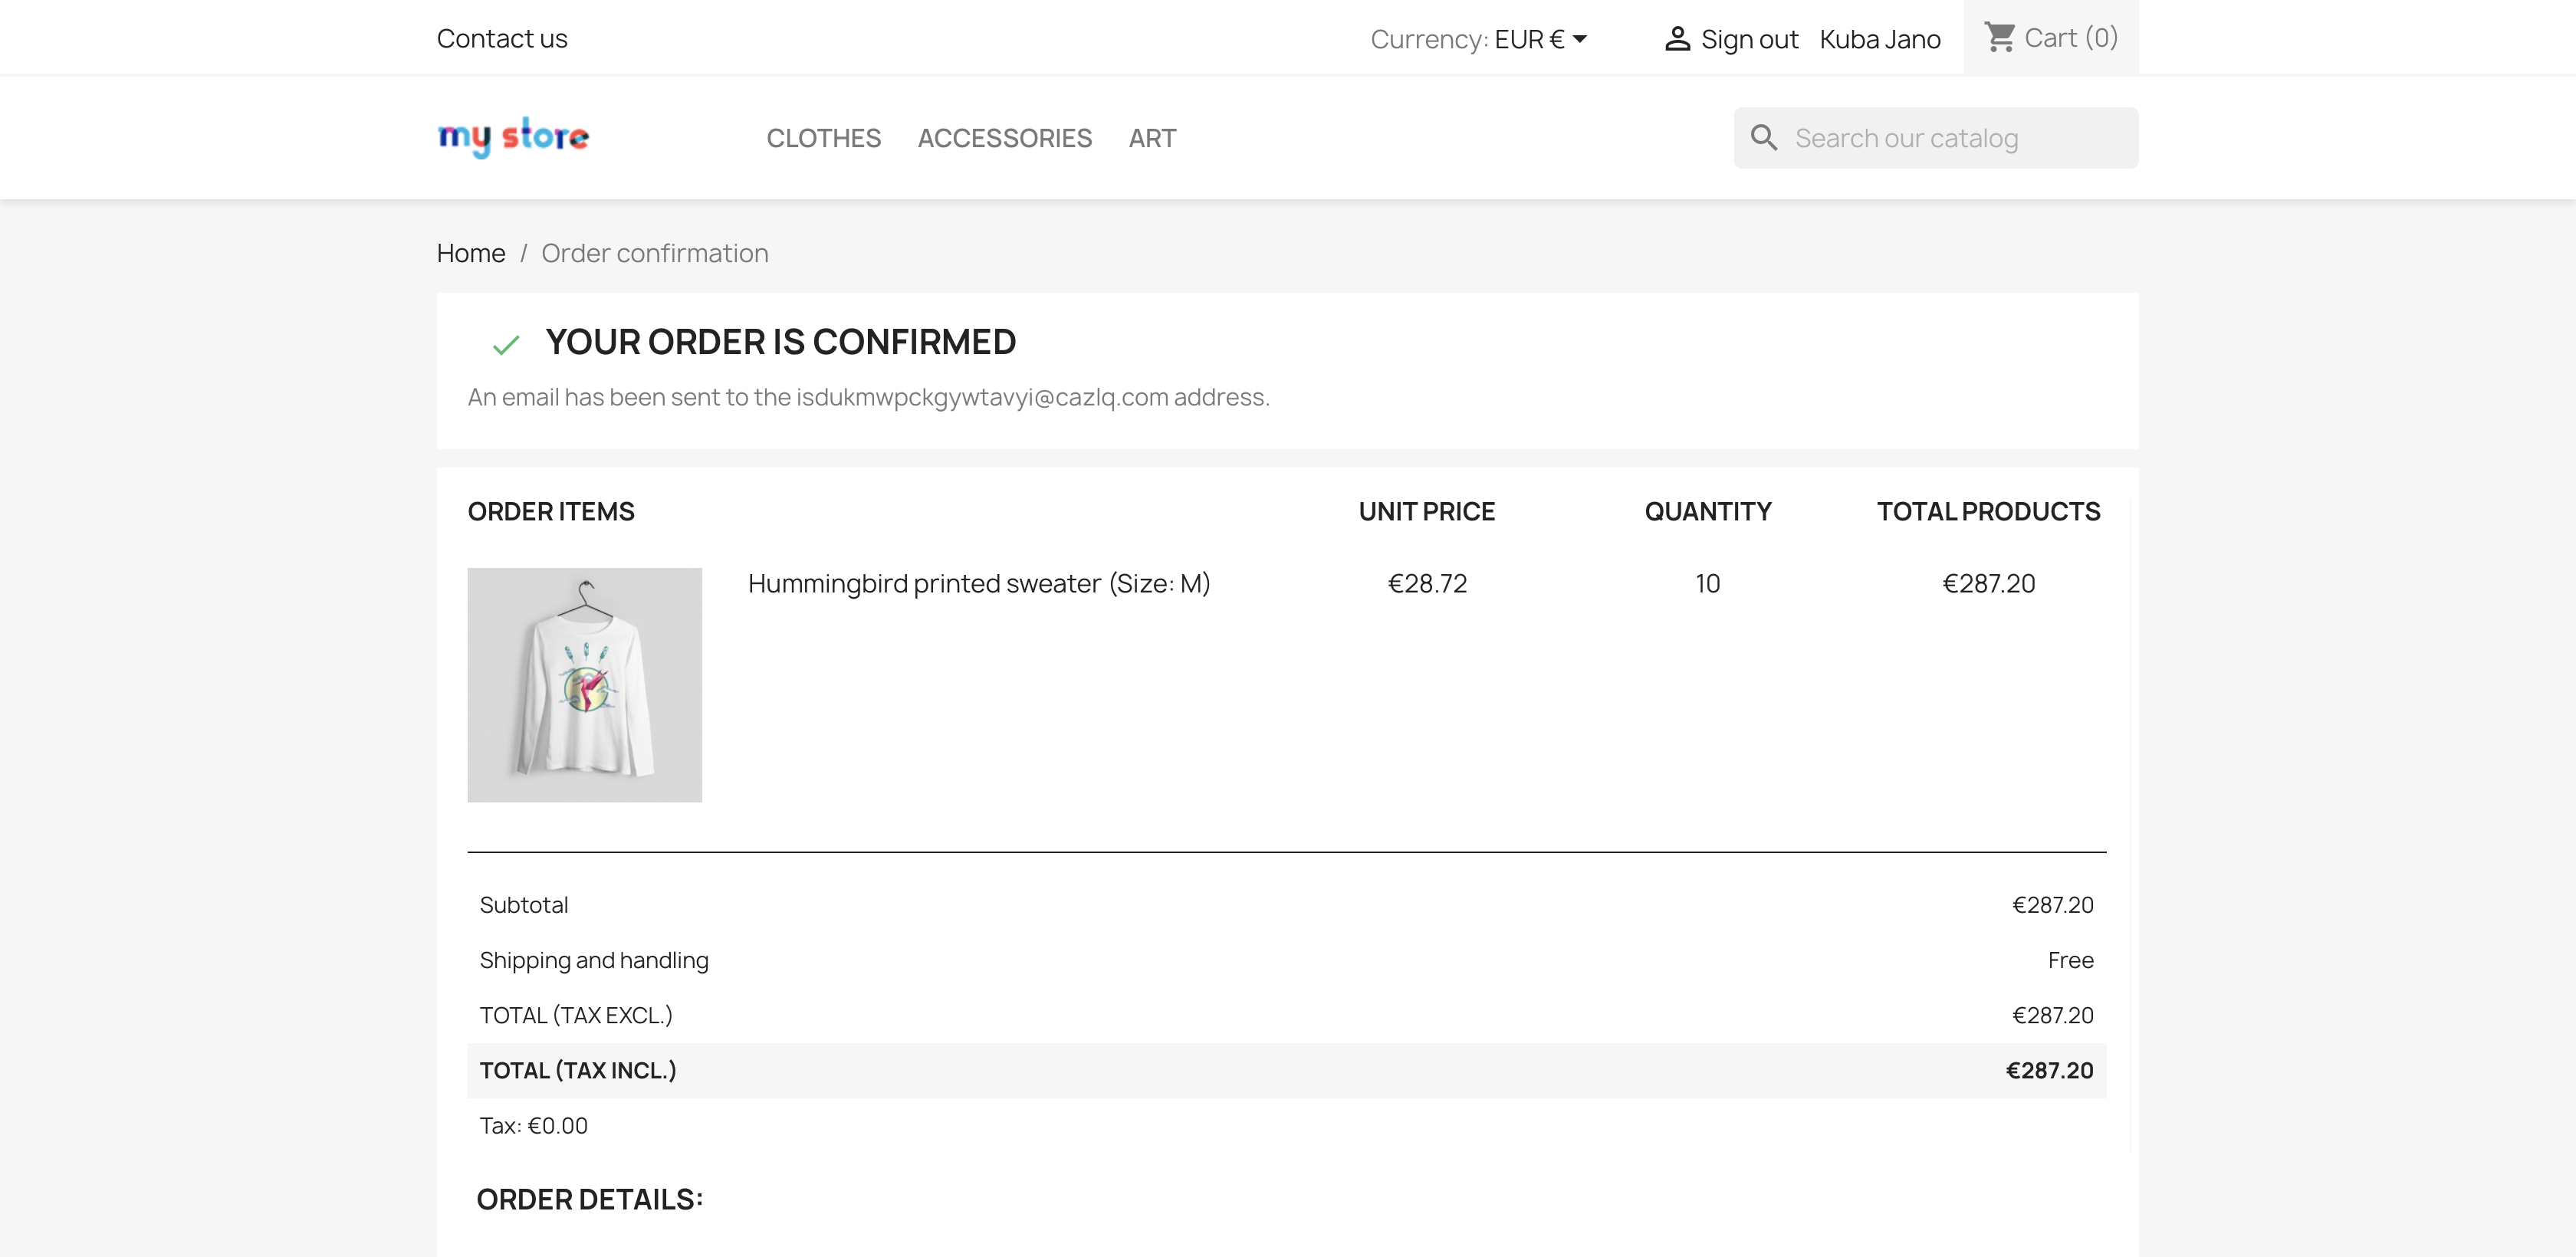 Contact us
Currency: EUR € Sign out Kuba Jano Cart (0)
my store
CLOTHES ACCESSORIES ART
Search our catalog
Home / Order confirmation
YOUR ORDER IS CONFIRMED
An email has been sent to the isdukmwpckgywtavyi@cazlq.com address.
ORDER ITEMS UNIT PRICE QUANTITY TOTAL PRODUCTS
Hummingbird printed sweater (Size: M) €28.72 10 €287.20
Subtotal €287.20
Shipping and handling Free
TOTAL (TAX EXCL.) €287.20
TOTAL (TAX INCL.) €287.20
Tax: €0.00
ORDER DETAILS: